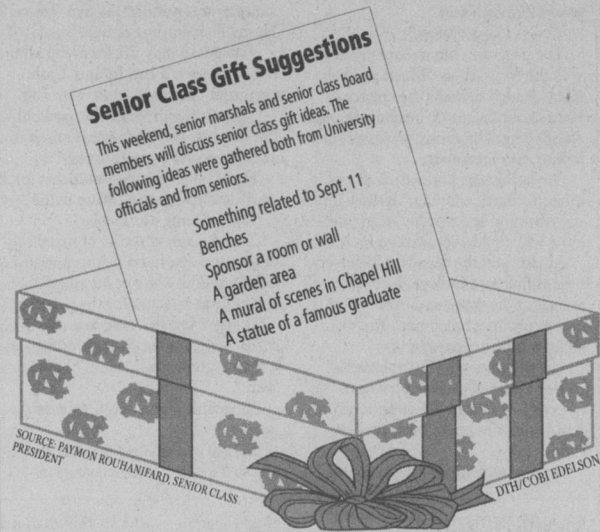 Senior Class Gift Suggestions
This weekend, senior marshals and senior class board
members will discuss senior class gift ideas. The
following ideas were gathered both from University
officials and from seniors.
Something related to Sept. 11
Benches
Sponsor a room or wall
A garden area
A mural of scenes in Chapel Hill
A statue of a famous graduate
SOURCE: PAYMON ROUHANIFARD, SENIOR CLASS
PRESIDENT
DTH/COBI EDELSON